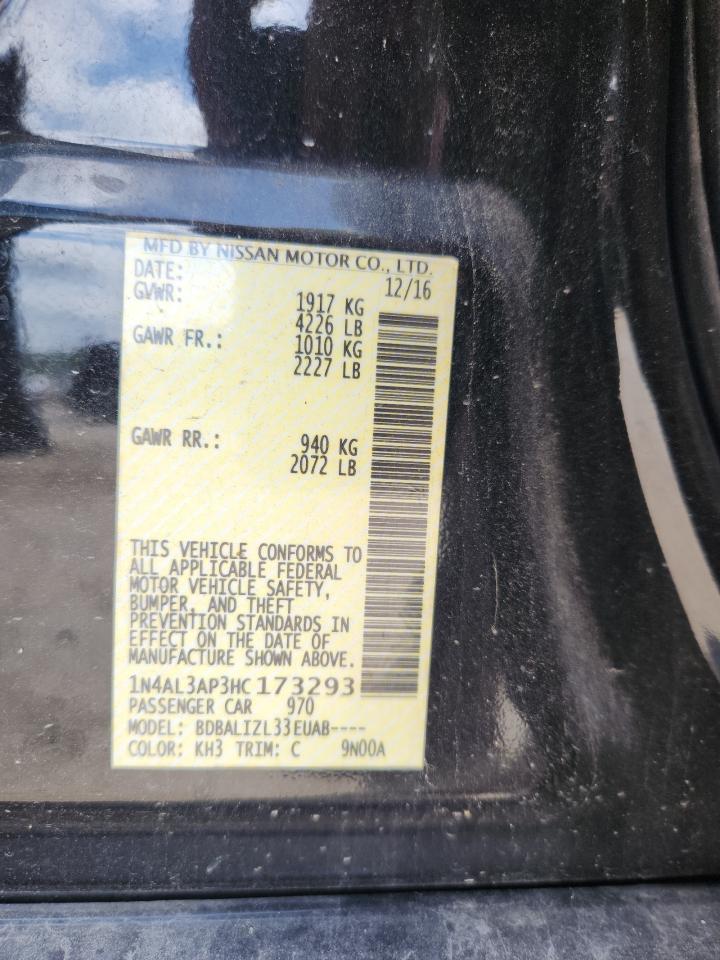 MFD BY NISSAN MOTOR CO., LTD.
DATE: 12/16
GVWR: 1917 KG
4226 LB
GAWR FR.: 1010 KG
2227 LB
GAWR RR.: 940 KG
2072 LB
THIS VEHICLE CONFORMS TO
ALL APPLICABLE FEDERAL
MOTOR VEHICLE SAFETY,
BUMPER, AND THEFT
PREVENTION STANDARDS IN
EFFECT ON THE DATE OF
MANUFACTURE SHOWN ABOVE.
1N4AL3AP3HC173293
PASSENGER CAR 970
MODEL: BDBALIZL33EUAB----
COLOR: KH3 TRIM: C 9N00A